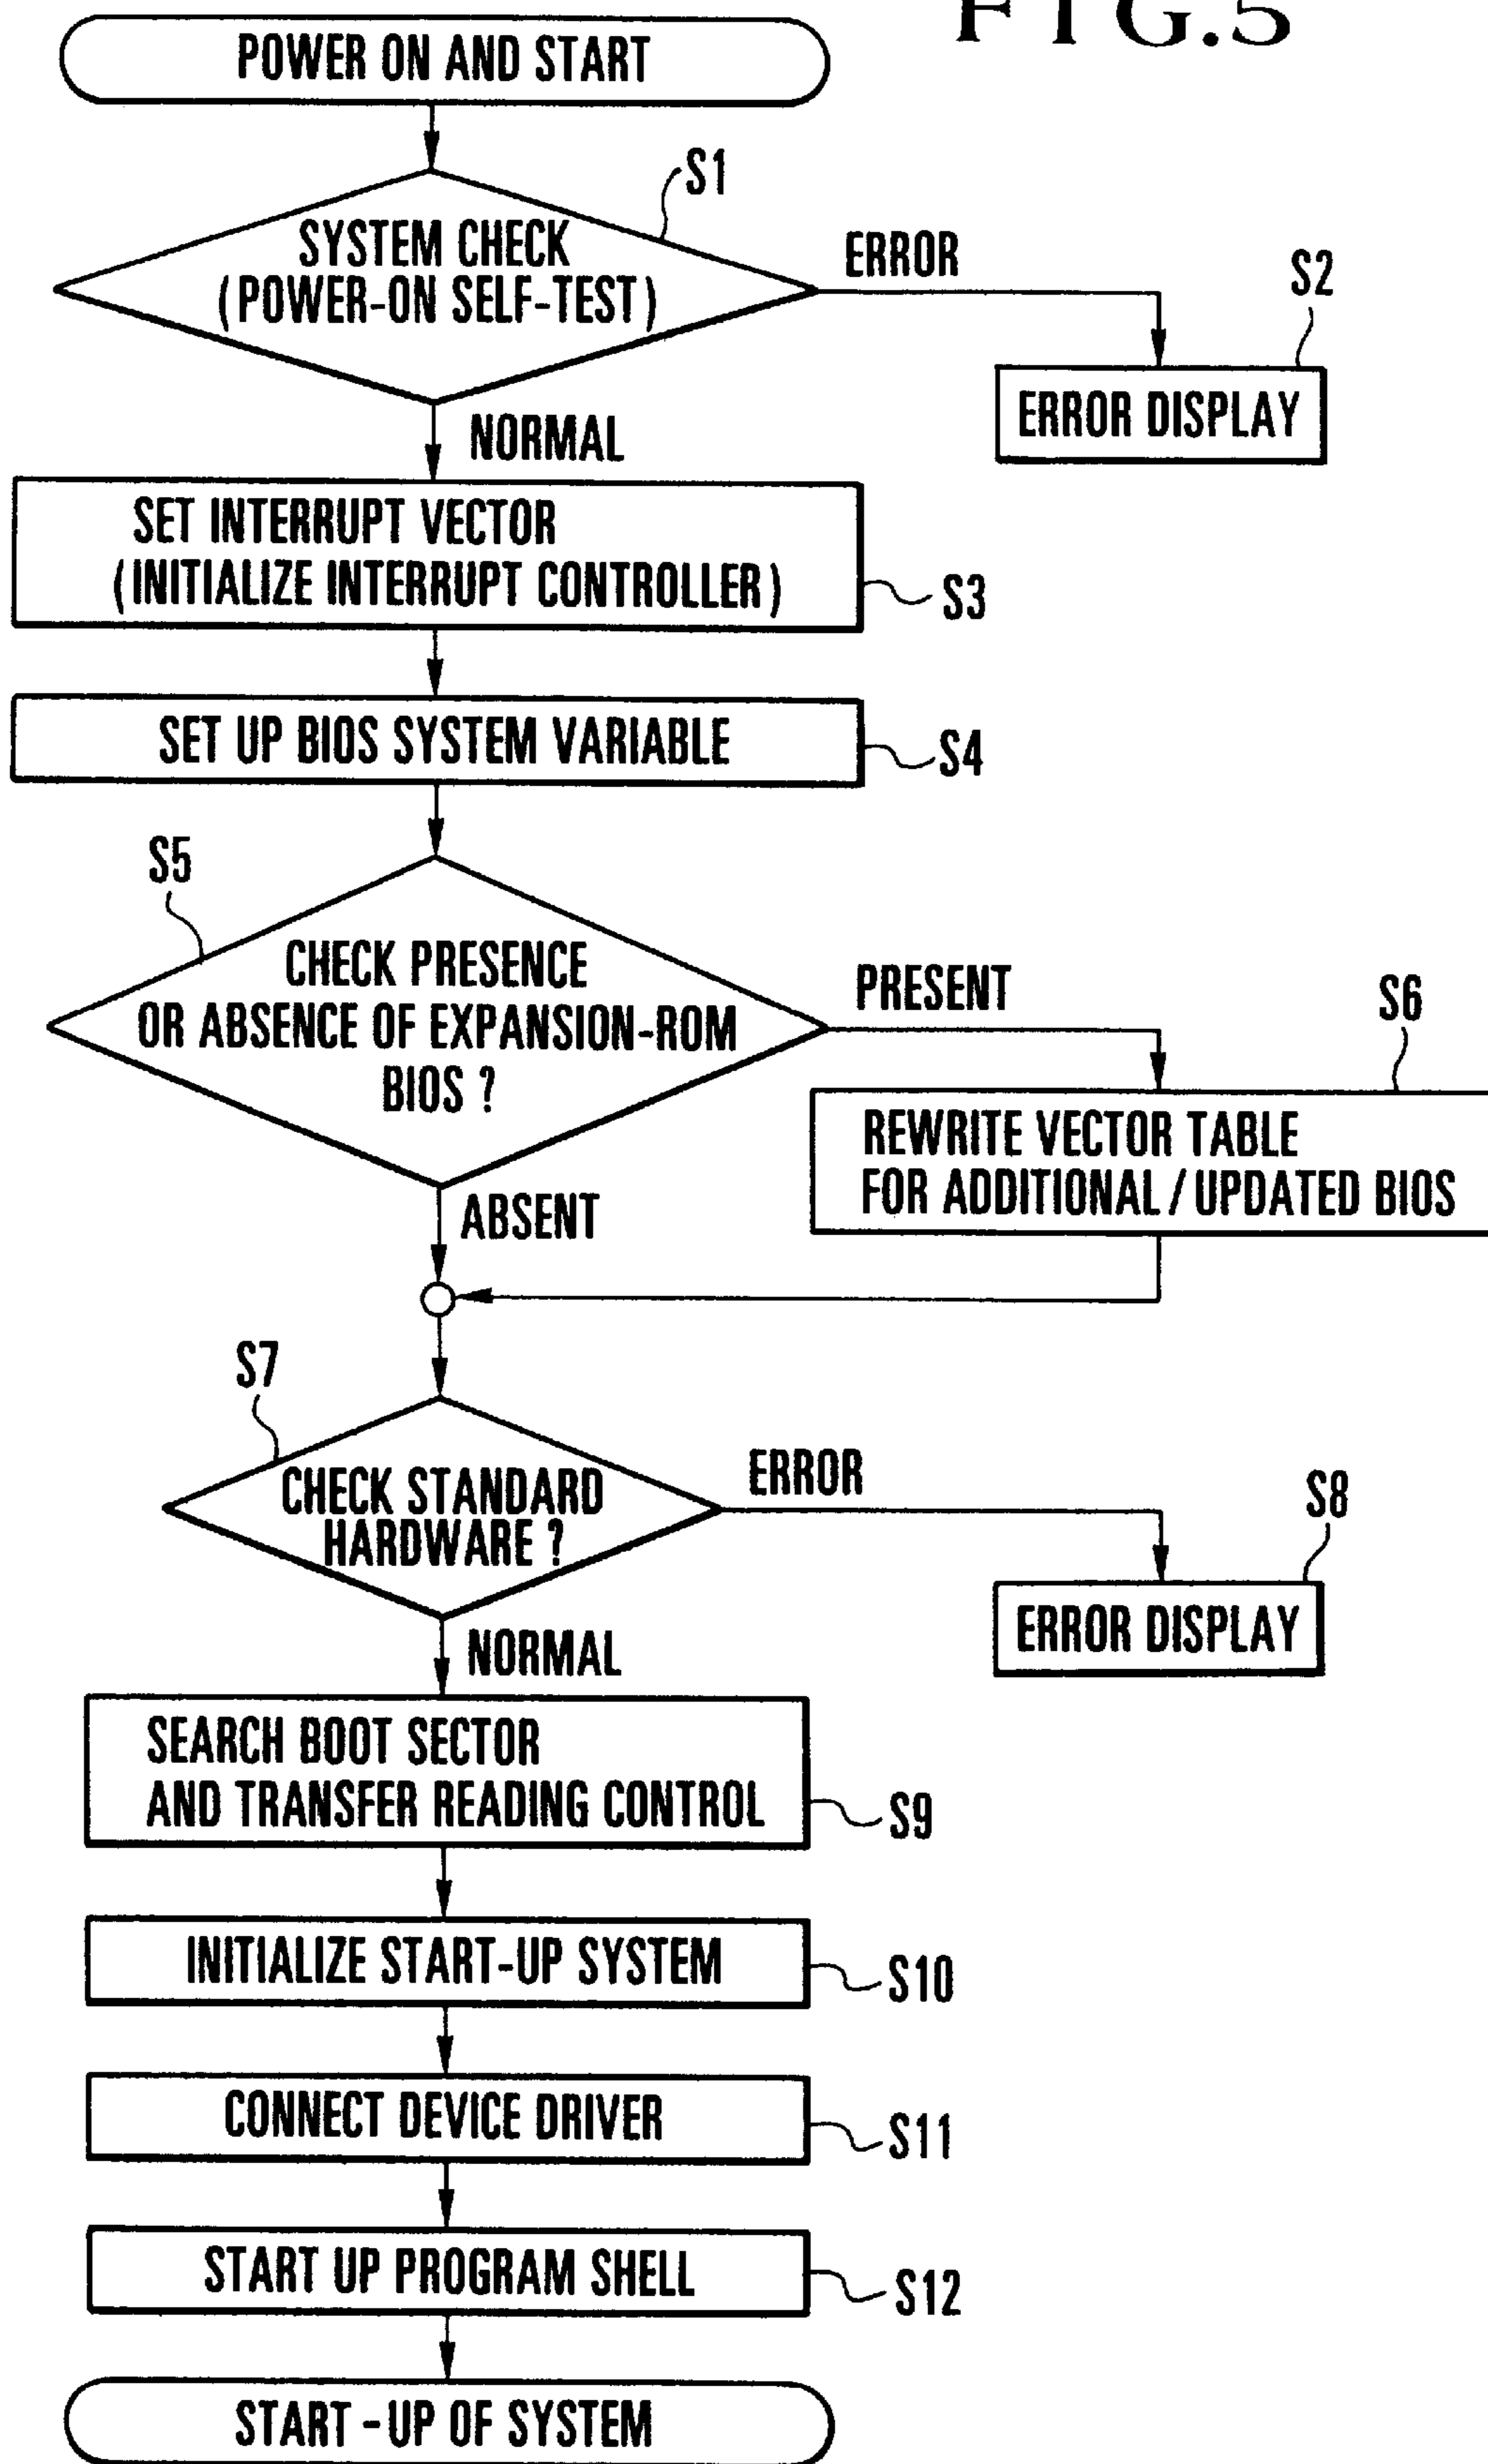 FIG.5
POWER ON AND START
S1
SYSTEM CHECK
(POWER-ON SELF-TEST)
ERROR
S2
ERROR DISPLAY
NORMAL
SET INTERRUPT VECTOR
(INITIALIZE INTERRUPT CONTROLLER)
S3
SET UP BIOS SYSTEM VARIABLE
S4
S5
CHECK PRESENCE
OR ABSENCE OF EXPANSION-ROM
BIOS ?
PRESENT
S6
REWRITE VECTOR TABLE
FOR ADDITIONAL / UPDATED BIOS
ABSENT
S7
CHECK STANDARD
HARDWARE ?
ERROR
S8
ERROR DISPLAY
NORMAL
SEARCH BOOT SECTOR
AND TRANSFER READING CONTROL
S9
INITIALIZE START-UP SYSTEM
S10
CONNECT DEVICE DRIVER
S11
START UP PROGRAM SHELL
S12
START-UP OF SYSTEM